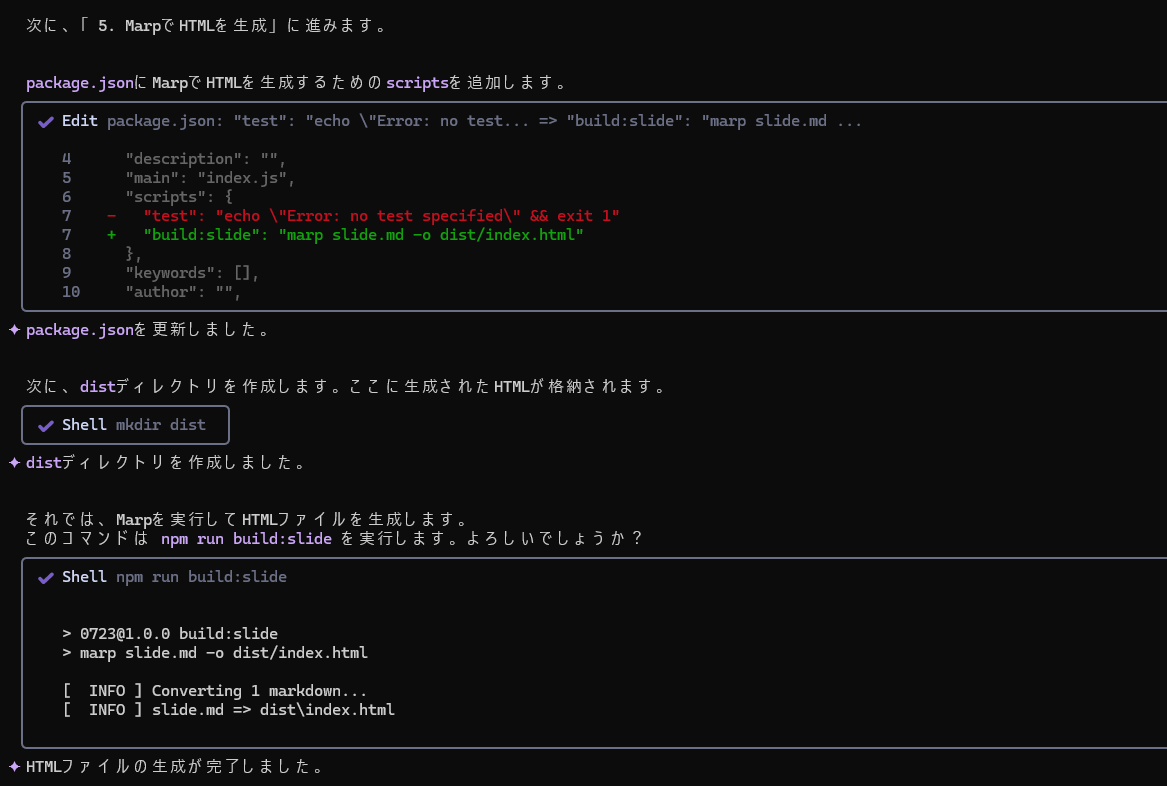 次に、「 5. MarpでHTMLを生成」に進みます。
package.jsonにMarpでHTMLを生成するためのscriptsを追加します。
✔ Edit package.json: "test": "echo \"Error: no test... => "build:slide": "marp slide.md ...
4 "description": "",
5 "main": "index.js",
6 "scripts": {
7 - "test": "echo \"Error: no test specified\" && exit 1"
7 + "build:slide": "marp slide.md -o dist/index.html"
8 },
9 "keywords": [],
10 "author": "",
✦ package.jsonを更新しました。
次に、distディレクトリを作成します。ここに生成されたHTMLが格納されます。
✔ Shell mkdir dist
✦ distディレクトリを作成しました。
それでは、Marpを実行してHTMLファイルを生成します。
このコマンドは npm run build:slide を実行します。よろしいでしょうか？
✔ Shell npm run build:slide
> 0723@1.0.0 build:slide
> marp slide.md -o dist/index.html
[  INFO ] Converting 1 markdown...
[  INFO ] slide.md => dist\index.html
✦ HTMLファイルの生成が完了しました。